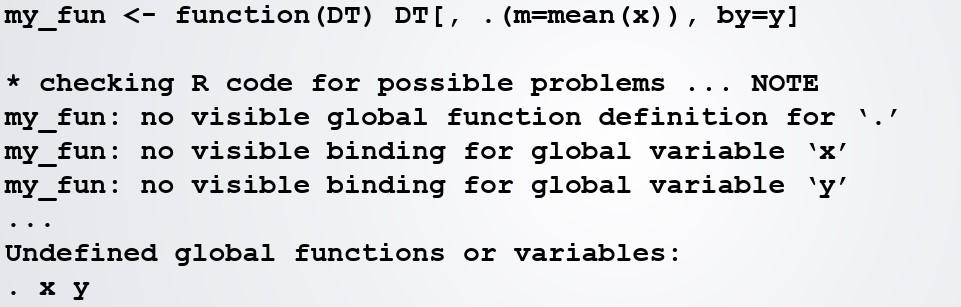 my_fun <- function(DT) DT[, .(m=mean(x)), by=y]
* checking R code for possible problems ... NOTE
my_fun: no visible global function definition for ‘.’
my_fun: no visible binding for global variable ‘x’
my_fun: no visible binding for global variable ‘y’
...
Undefined global functions or variables:
. x y